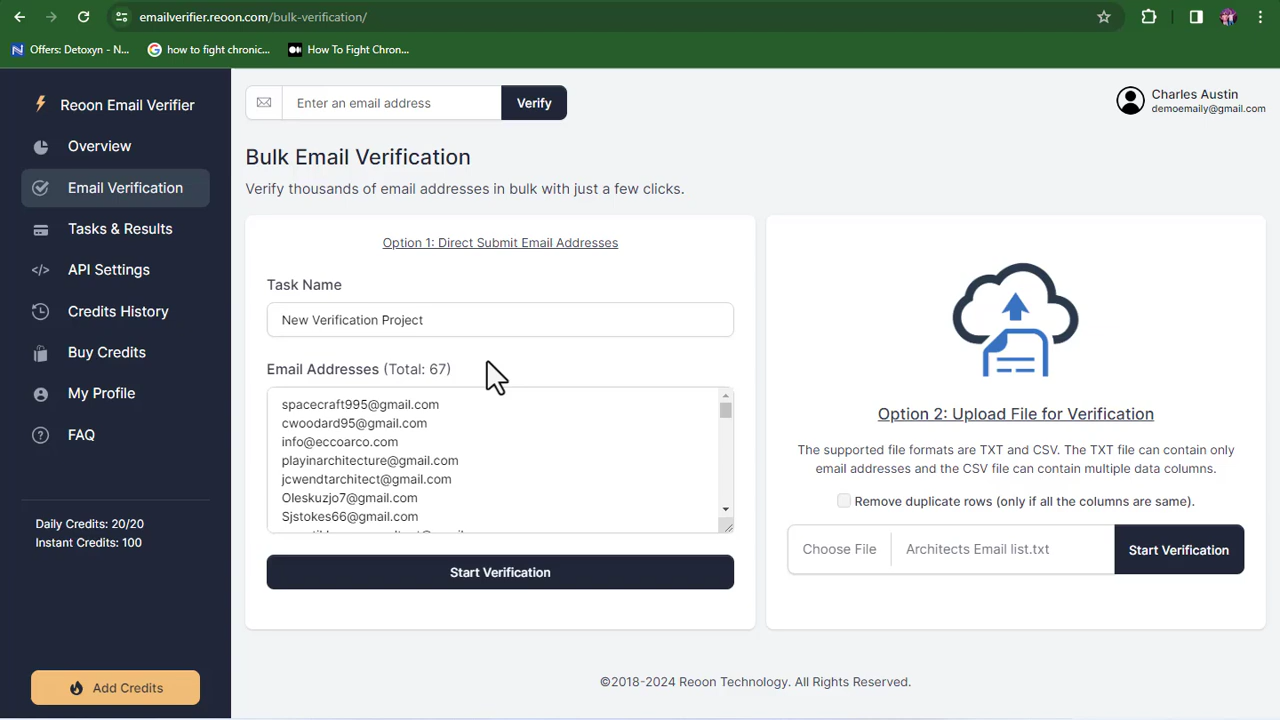 emailverifier.reoon.com/bulk-verification/
Offers: Detoxyn - N...
how to fight chronic...
How To Fight Chron...
Reoon Email Verifier
Overview
Email Verification
Tasks & Results
API Settings
Credits History
Buy Credits
My Profile
FAQ
Daily Credits: 20/20
Instant Credits: 100
Add Credits
Enter an email address
Verify
Charles Austin
demoemaily@gmail.com
Bulk Email Verification
Verify thousands of email addresses in bulk with just a few clicks.
Option 1: Direct Submit Email Addresses
Task Name
New Verification Project
Email Addresses (Total: 67)
spacecraft995@gmail.com
cwoodard95@gmail.com
info@eccoarco.com
playinarchitecture@gmail.com
jcwendtarchitect@gmail.com
Oleskuzjo7@gmail.com
Sjstokes66@gmail.com
Start Verification
Option 2: Upload File for Verification
The supported file formats are TXT and CSV. The TXT file can contain only
email addresses and the CSV file can contain multiple data columns.
Remove duplicate rows (only if all the columns are same).
Choose File
Architects Email list.txt
Start Verification
©2018-2024 Reoon Technology. All Rights Reserved.